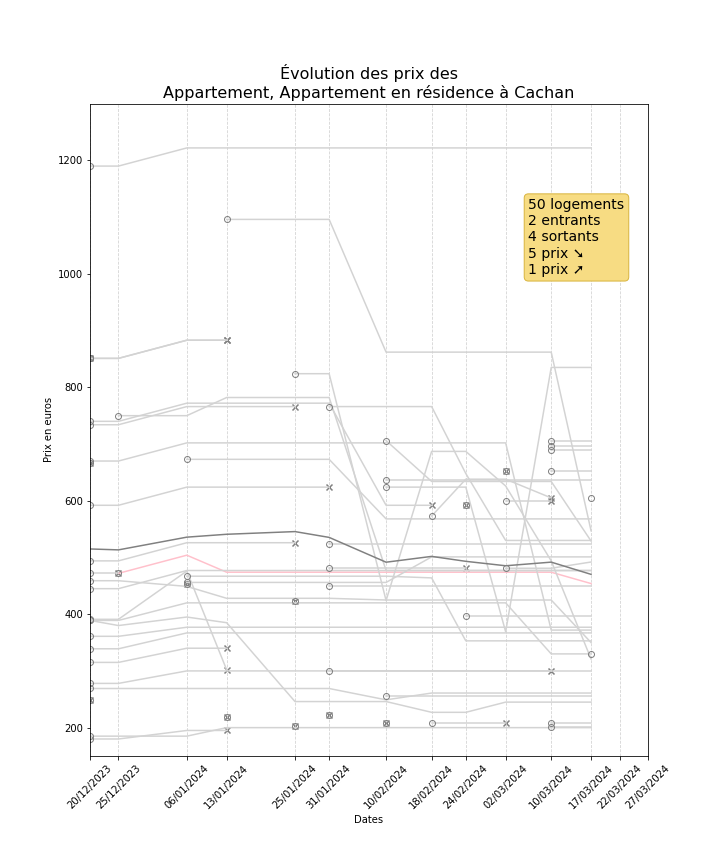 Évolution des prix des
Appartement, Appartement en résidence à Cachan
50 logements
2 entrants
4 sortants
5 prix ➘
1 prix ➚
Prix en euros
1200
1000
800
600
400
200
20/12/2023
25/12/2023
06/01/2024
13/01/2024
25/01/2024
31/01/2024
10/02/2024
18/02/2024
24/02/2024
02/03/2024
10/03/2024
17/03/2024
22/03/2024
27/03/2024
Dates